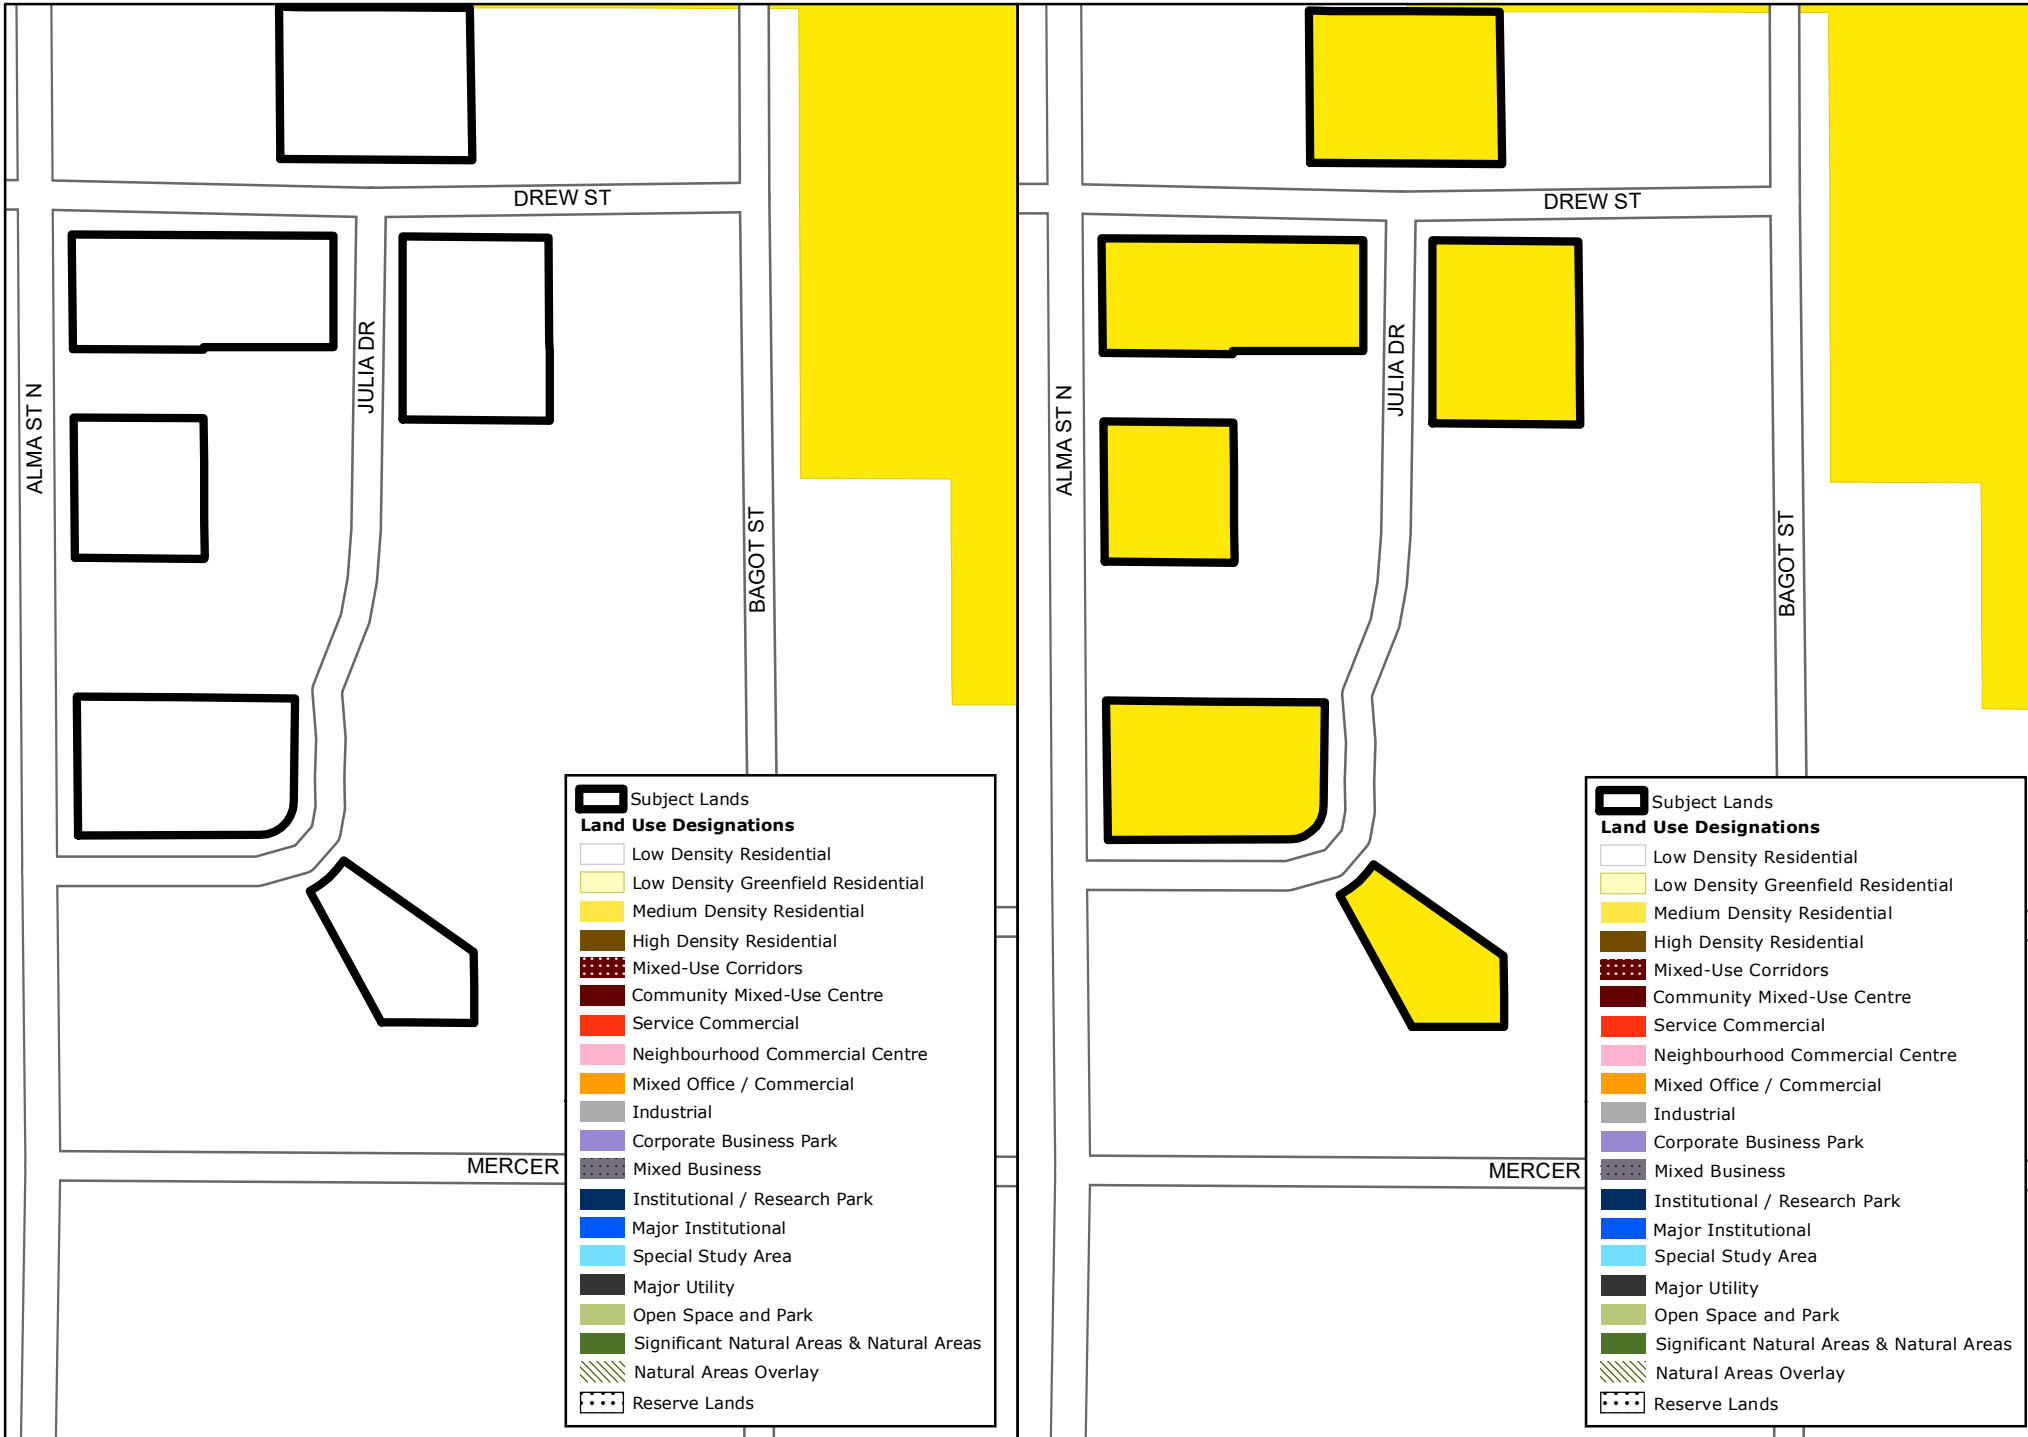 DREW ST
JULIA DR
ALMA ST N
BAGOT ST
MERCER
Subject Lands
Land Use Designations
Low Density Residential
Low Density Greenfield Residential
Medium Density Residential
High Density Residential
Mixed-Use Corridors
Community Mixed-Use Centre
Service Commercial
Neighbourhood Commercial Centre
Mixed Office / Commercial
Industrial
Corporate Business Park
Mixed Business
Institutional / Research Park
Major Institutional
Special Study Area
Major Utility
Open Space and Park
Significant Natural Areas & Natural Areas
Natural Areas Overlay
Reserve Lands
DREW ST
JULIA DR
ALMA ST N
BAGOT ST
MERCER
Subject Lands
Land Use Designations
Low Density Residential
Low Density Greenfield Residential
Medium Density Residential
High Density Residential
Mixed-Use Corridors
Community Mixed-Use Centre
Service Commercial
Neighbourhood Commercial Centre
Mixed Office / Commercial
Industrial
Corporate Business Park
Mixed Business
Institutional / Research Park
Major Institutional
Special Study Area
Major Utility
Open Space and Park
Significant Natural Areas & Natural Areas
Natural Areas Overlay
Reserve Lands